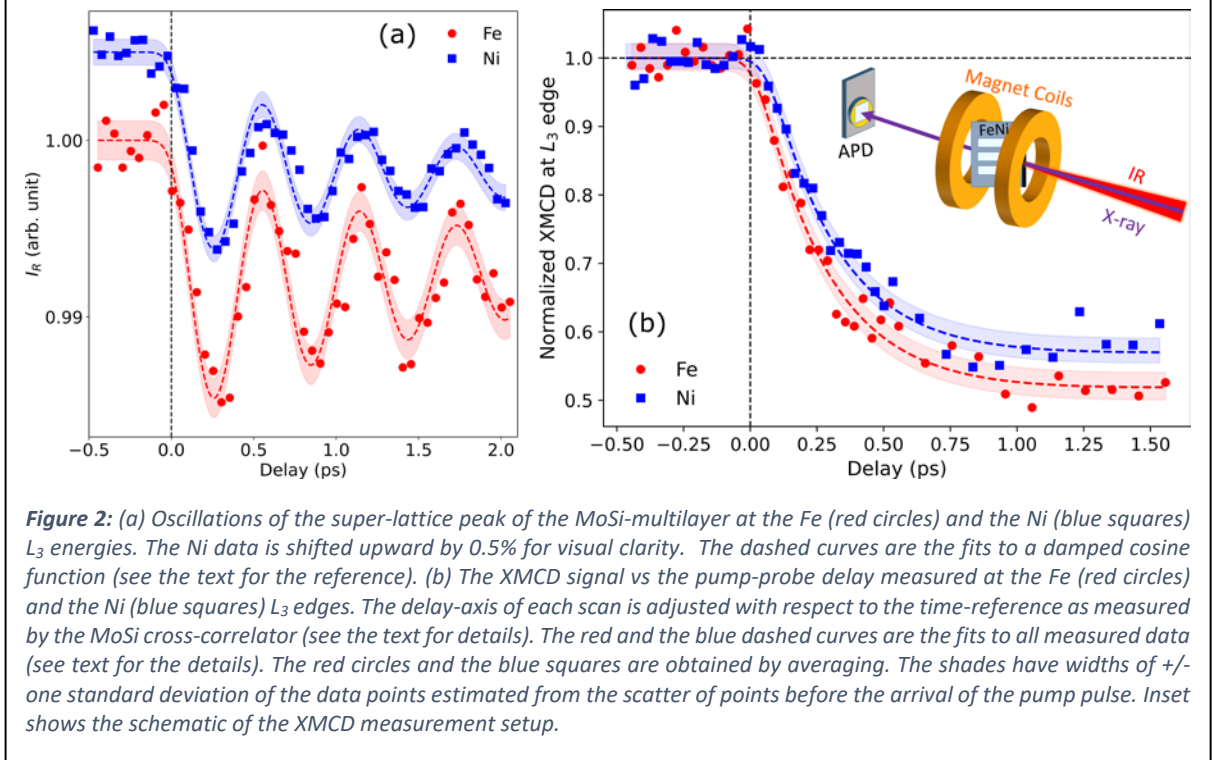 (a)
Fe
Ni
1.00
0.99
I_R (arb. unit)
−0.5
0.0
0.5
1.0
1.5
2.0
Delay (ps)
1.0
0.9
0.8
0.7
0.6
0.5
Normalized XMCD at L₃ edge
Magnet Coils
FeNi
APD
IR
X-ray
(b)
Fe
Ni
−0.50
−0.25
0.00
0.25
0.50
0.75
1.00
1.25
1.50
Delay (ps)
Figure 2: (a) Oscillations of the super-lattice peak of the MoSi-multilayer at the Fe (red circles) and the Ni (blue squares)
L₃ energies. The Ni data is shifted upward by 0.5% for visual clarity. The dashed curves are the fits to a damped cosine
function (see the text for the reference). (b) The XMCD signal vs the pump-probe delay measured at the Fe (red circles)
and the Ni (blue squares) L₃ edges. The delay-axis of each scan is adjusted with respect to the time-reference as measured
by the MoSi cross-correlator (see the text for details). The red and the blue dashed curves are the fits to all measured data
(see text for the details). The red circles and the blue squares are obtained by averaging. The shades have widths of +/-
one standard deviation of the data points estimated from the scatter of points before the arrival of the pump pulse. Inset
shows the schematic of the XMCD measurement setup.